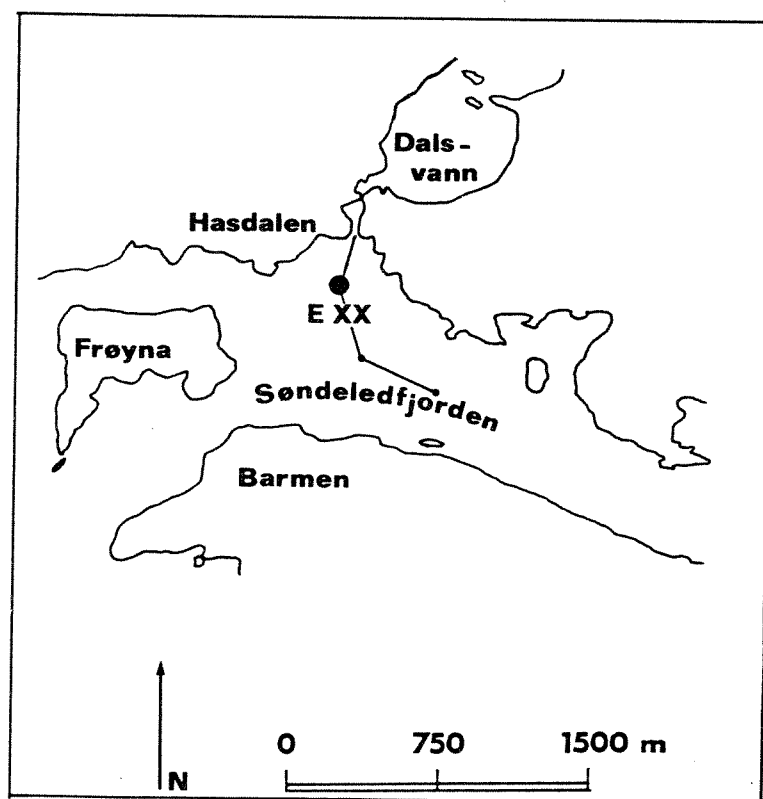 Dals-
vann
Hasdalen
E XX
Frøyna
Søndeledfjorden
Barmen
0 750 1500 m
N